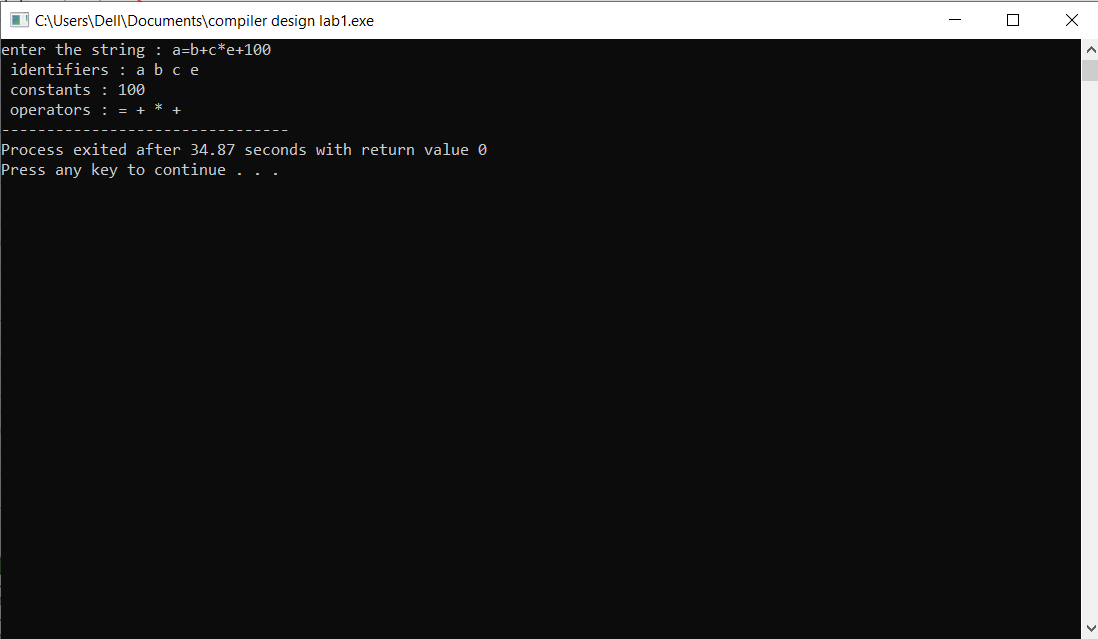 C:\Users\Dell\Documents\compiler design lab1.exe
enter the string : a=b+c*e+100
identifiers : a b c e
constants : 100
operators : = + * +
--------------------------------
Process exited after 34.87 seconds with return value 0
Press any key to continue . . .